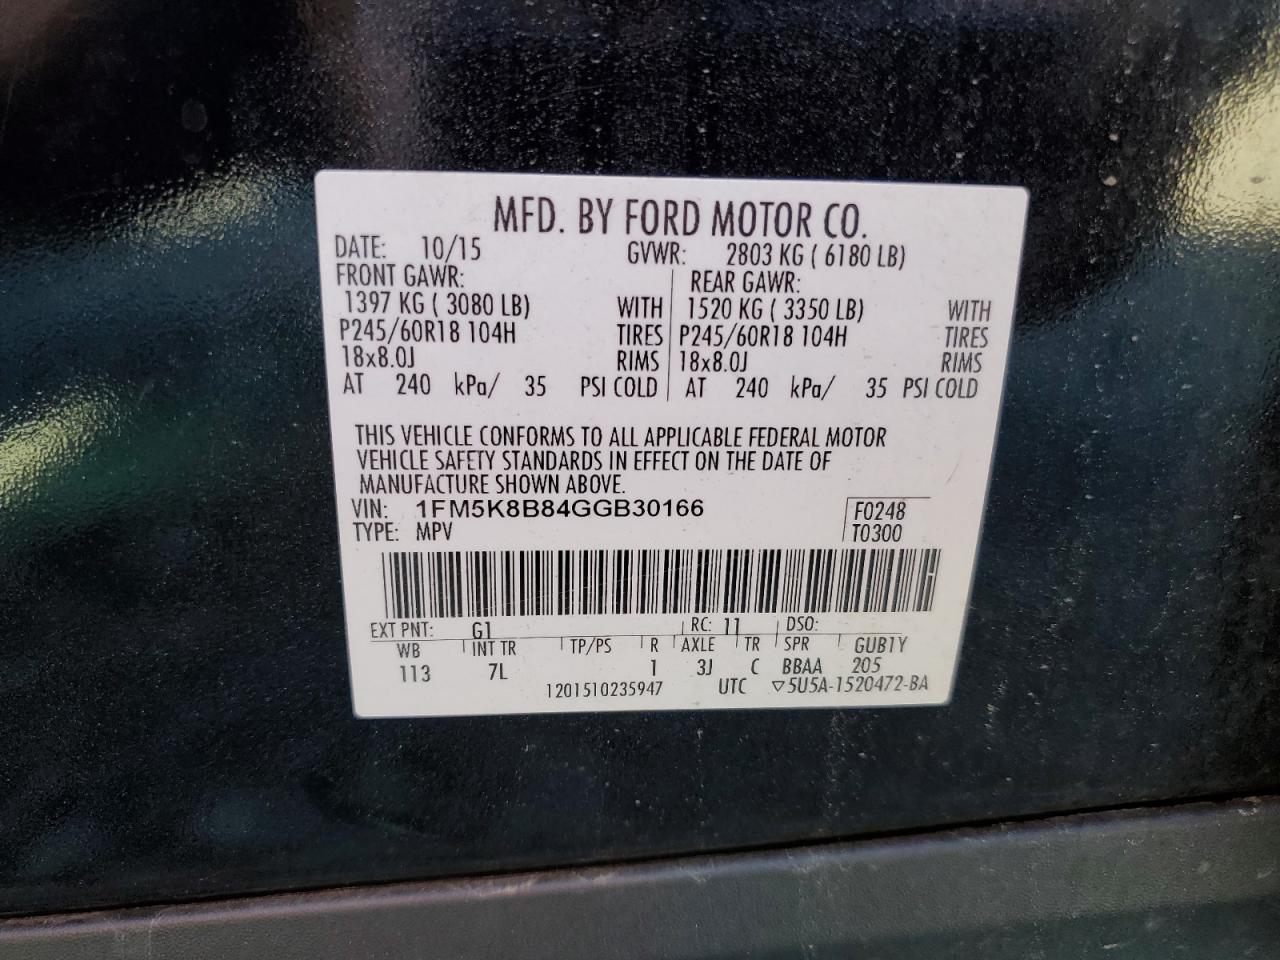 MFD. BY FORD MOTOR CO.
DATE: 10/15 GVWR: 2803 KG ( 6180 LB)
FRONT GAWR: REAR GAWR:
1397 KG ( 3080 LB) WITH 1520 KG ( 3350 LB) WITH
P245/60R18 104H TIRES P245/60R18 104H TIRES
18x8.0J RIMS 18x8.0J RIMS
AT 240 kPa/ 35 PSI COLD AT 240 kPa/ 35 PSI COLD
THIS VEHICLE CONFORMS TO ALL APPLICABLE FEDERAL MOTOR
VEHICLE SAFETY STANDARDS IN EFFECT ON THE DATE OF
MANUFACTURE SHOWN ABOVE.
VIN: 1FM5K8B84GGB30166 F0248
TYPE: MPV T0300
EXT PNT: G1 RC: 11 DSO:
WB INT TR TP/PS R AXLE TR SPR GUB1Y
113 7L 1 3J C BBAA 205
1201510235947 UTC ▽5U5A-1520472-BA